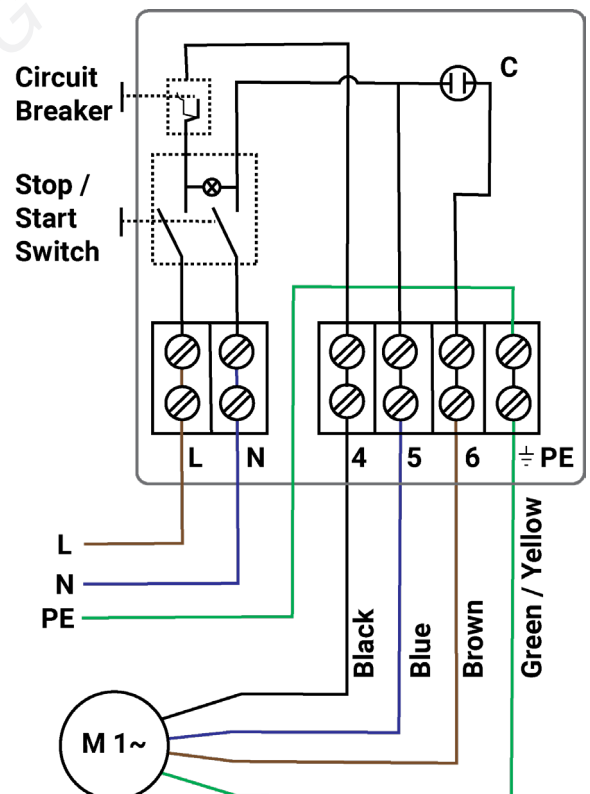 C
Circuit
Breaker
Stop /
Start
Switch
L N 4 5 6 PE
L
N
PE
Black
Blue
Brown
Green / Yellow
M 1~